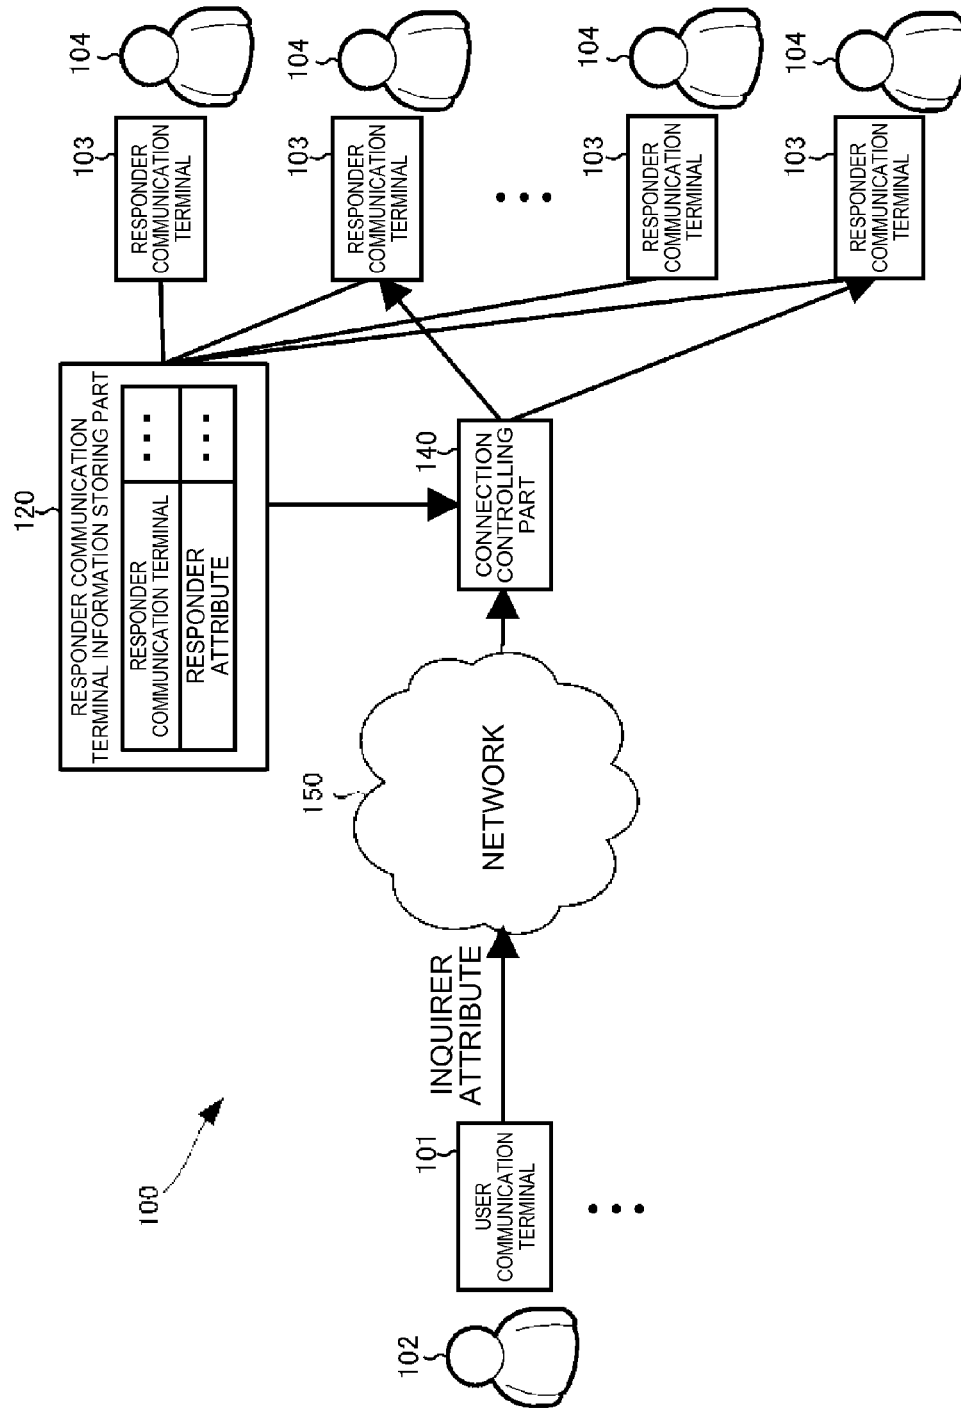 100
102
101
USER
COMMUNICATION
TERMINAL
INQUIRER
ATTRIBUTE
150
NETWORK
120
RESPONDER COMMUNICATION
TERMINAL INFORMATION STORING PART
RESPONDER
COMMUNICATION TERMINAL
RESPONDER
ATTRIBUTE
140
CONNECTION
CONTROLLING
PART
103
RESPONDER
COMMUNICATION
TERMINAL
104
103
RESPONDER
COMMUNICATION
TERMINAL
104
103
RESPONDER
COMMUNICATION
TERMINAL
104
103
RESPONDER
COMMUNICATION
TERMINAL
104